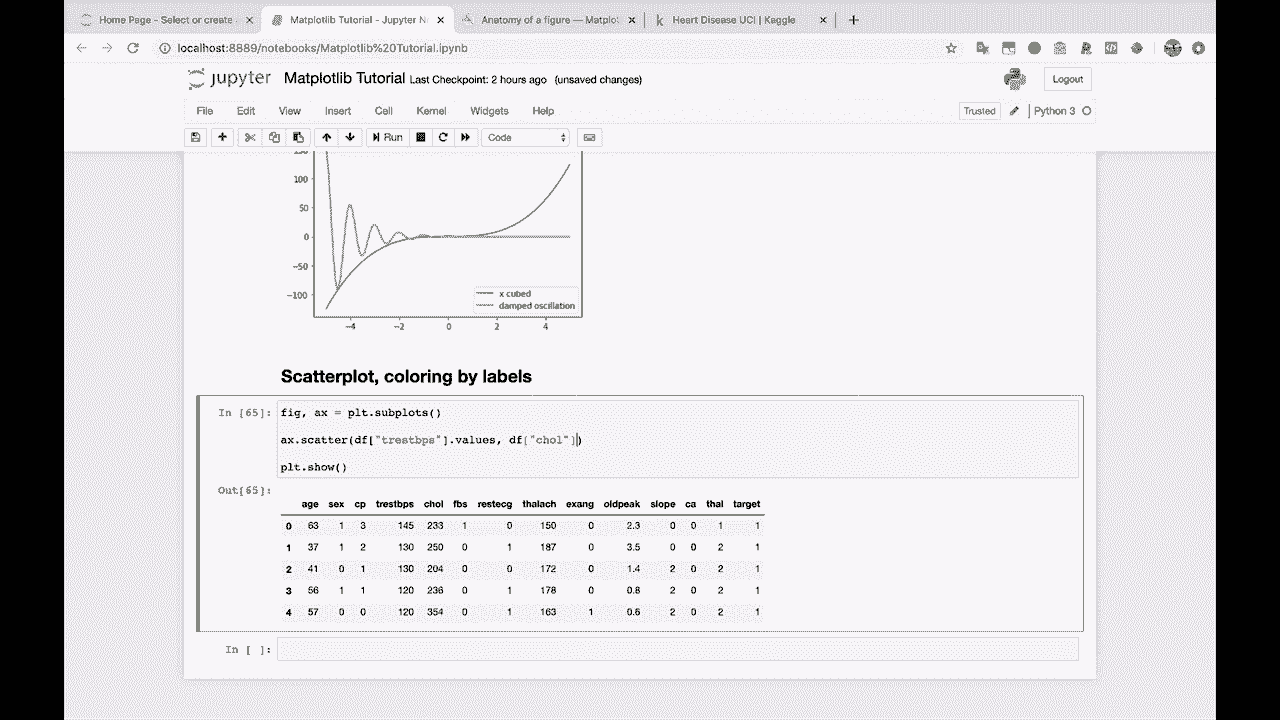 Home Page - Select or create
Matplotlib Tutorial - Jupyter N
Anatomy of a figure — Matplot
Heart Disease UCI | Kaggle
localhost:8889/notebooks/Matplotlib%20Tutorial.ipynb
jupyter Matplotlib Tutorial Last Checkpoint: 2 hours ago (unsaved changes)
Logout
File Edit View Insert Cell Kernel Widgets Help
Trusted Python 3
Run Code
150
100
50
0
−50
−100
x cubed
damped oscillation
−4 −2 0 2 4
Scatterplot, coloring by labels
In [65]: fig, ax = plt.subplots()
ax.scatter(df["trestbps"].values, df["chol"])
plt.show()
Out[65]:
age sex cp trestbps chol fbs restecg thalach exang oldpeak slope ca thal target
0 63 1 3 145 233 1 0 150 0 2.3 0 0 1 1
1 37 1 2 130 250 0 1 187 0 3.5 0 0 2 1
2 41 0 1 130 204 0 0 172 0 1.4 2 0 2 1
3 56 1 1 120 236 0 1 178 0 0.8 2 0 2 1
4 57 0 0 120 354 0 1 163 1 0.6 2 0 2 1
In [ ]: